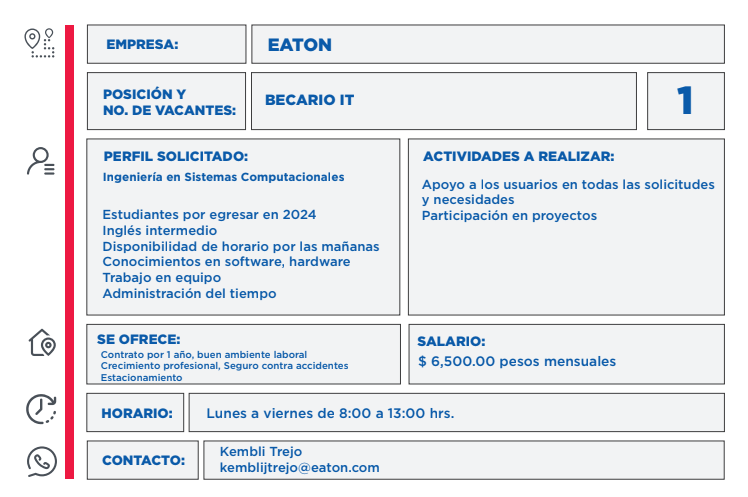 EMPRESA:
EATON
POSICIÓN Y
NO. DE VACANTES:
BECARIO IT
1
PERFIL SOLICITADO:
Ingeniería en Sistemas Computacionales
Estudiantes por egresar en 2024
Inglés intermedio
Disponibilidad de horario por las mañanas
Conocimientos en software, hardware
Trabajo en equipo
Administración del tiempo
ACTIVIDADES A REALIZAR:
Apoyo a los usuarios en todas las solicitudes
y necesidades
Participación en proyectos
SE OFRECE:
Contrato por 1 año, buen ambiente laboral
Crecimiento profesional, Seguro contra accidentes
Estacionamiento
SALARIO:
$ 6,500.00 pesos mensuales
HORARIO:
Lunes a viernes de 8:00 a 13:00 hrs.
CONTACTO:
Kembli Trejo
kemblijtrejo@eaton.com